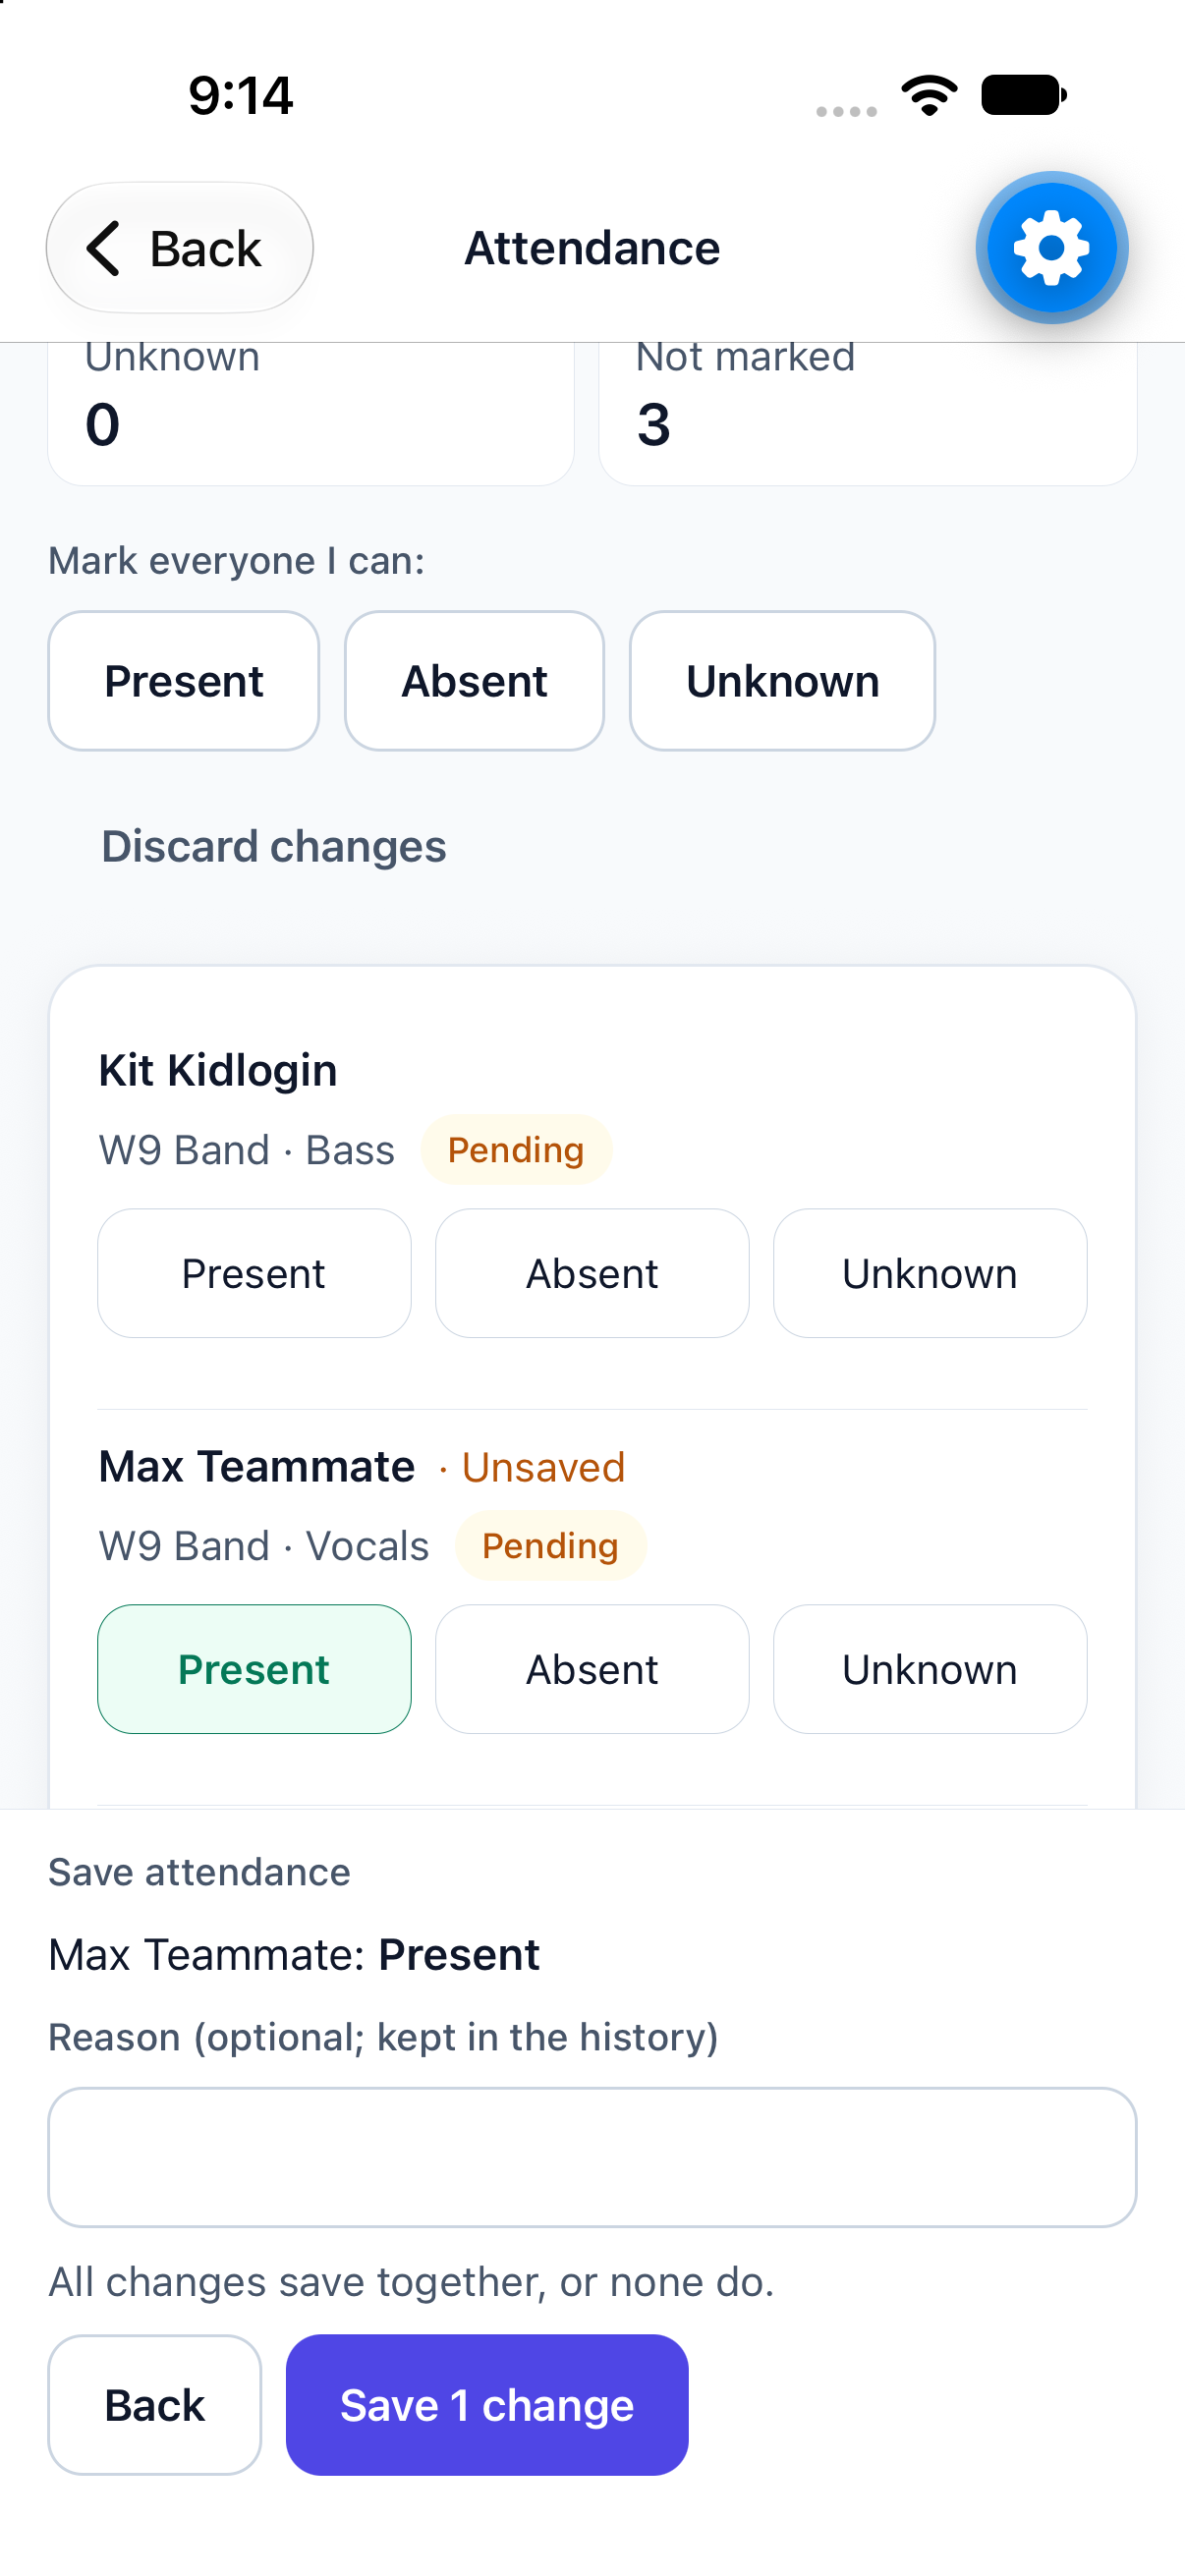 9:14
Back
Attendance
Unknown
Not marked
0
3
Mark everyone I can:
Present
Absent
Unknown
Discard changes
Kit Kidlogin
W9 Band · Bass
Pending
Present
Absent
Unknown
Max Teammate · Unsaved
W9 Band · Vocals
Pending
Present
Absent
Unknown
Save attendance
Max Teammate: Present
Reason (optional; kept in the history)
All changes save together, or none do.
Back
Save 1 change